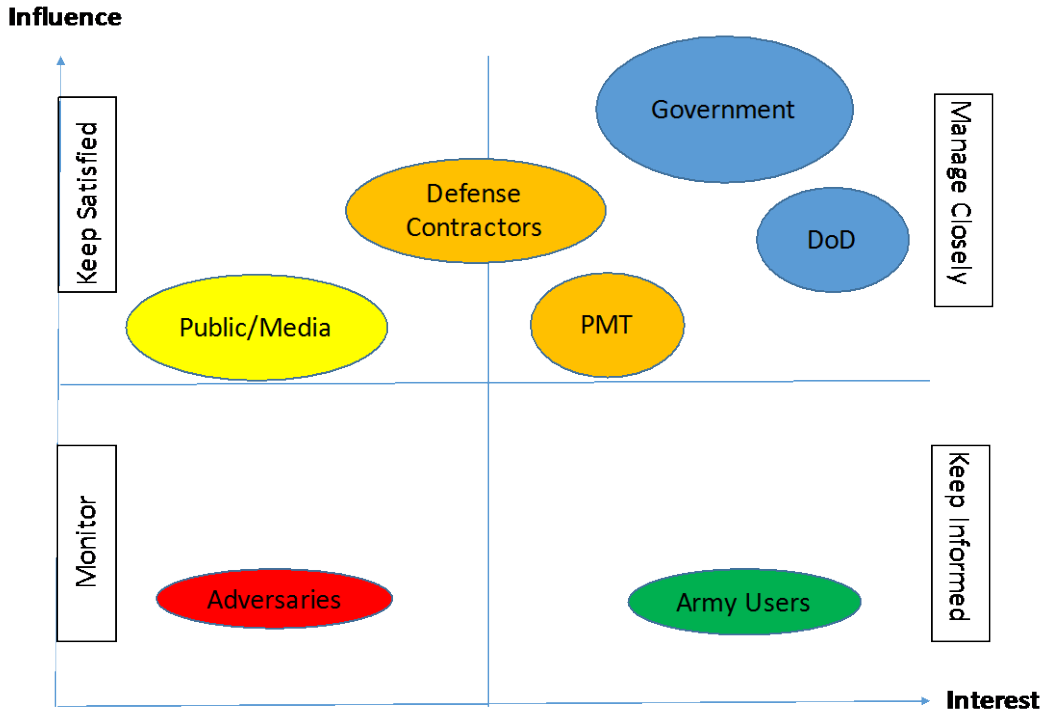 Influence
Keep Satisfied
Government
Manage Closely
Defense
Contractors
DoD
Public/Media
PMT
Monitor
Keep Informed
Adversaries
Army Users
Interest